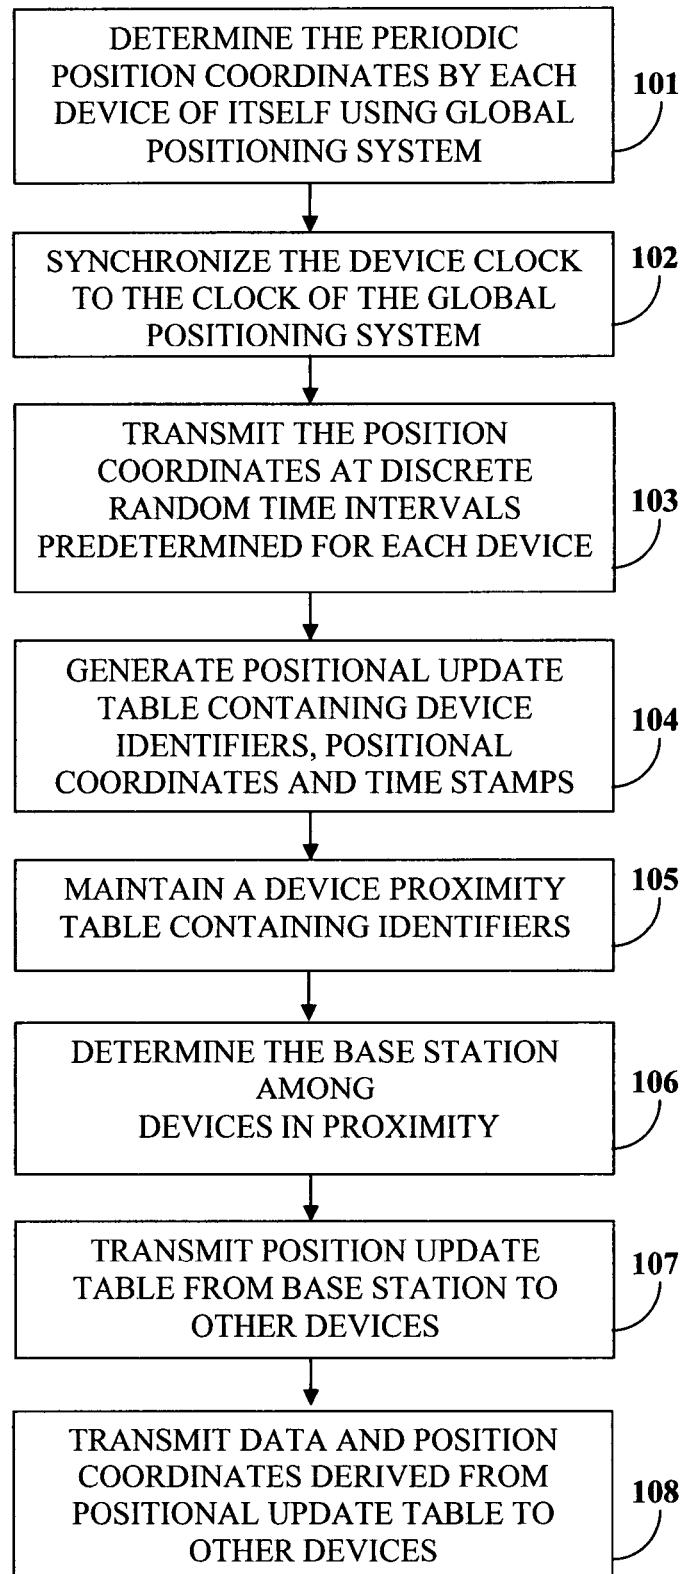 DETERMINE THE PERIODIC
POSITION COORDINATES BY EACH
DEVICE OF ITSELF USING GLOBAL
POSITIONING SYSTEM
101
SYNCHRONIZE THE DEVICE CLOCK
TO THE CLOCK OF THE GLOBAL
POSITIONING SYSTEM
102
TRANSMIT THE POSITION
COORDINATES AT DISCRETE
RANDOM TIME INTERVALS
PREDETERMINED FOR EACH DEVICE
103
GENERATE POSITIONAL UPDATE
TABLE CONTAINING DEVICE
IDENTIFIERS, POSITIONAL
COORDINATES AND TIME STAMPS
104
MAINTAIN A DEVICE PROXIMITY
TABLE CONTAINING IDENTIFIERS
105
DETERMINE THE BASE STATION
AMONG
DEVICES IN PROXIMITY
106
TRANSMIT POSITION UPDATE
TABLE FROM BASE STATION TO
OTHER DEVICES
107
TRANSMIT DATA AND POSITION
COORDINATES DERIVED FROM
POSITIONAL UPDATE TABLE TO
OTHER DEVICES
108